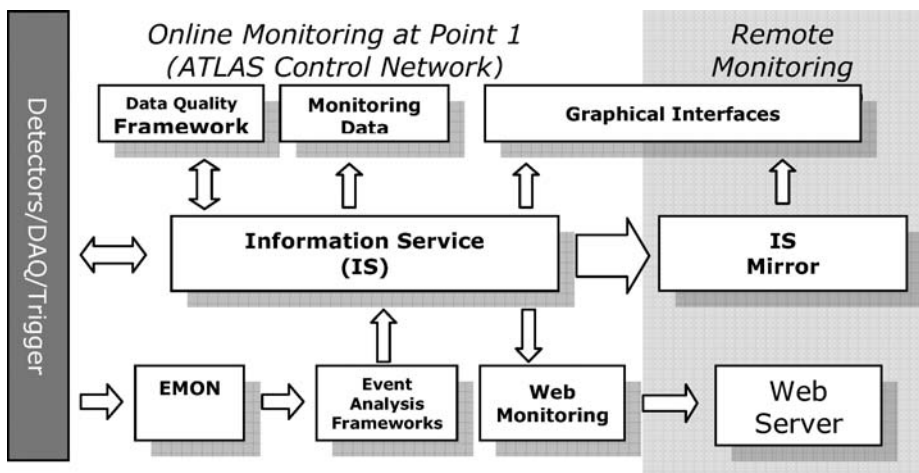 Detectors/DAQ/Trigger
Online Monitoring at Point 1
(ATLAS Control Network)
Remote
Monitoring
Data Quality
Framework
Monitoring
Data
Graphical Interfaces
Information Service
(IS)
IS
Mirror
EMON
Event
Analysis
Frameworks
Web
Monitoring
Web
Server